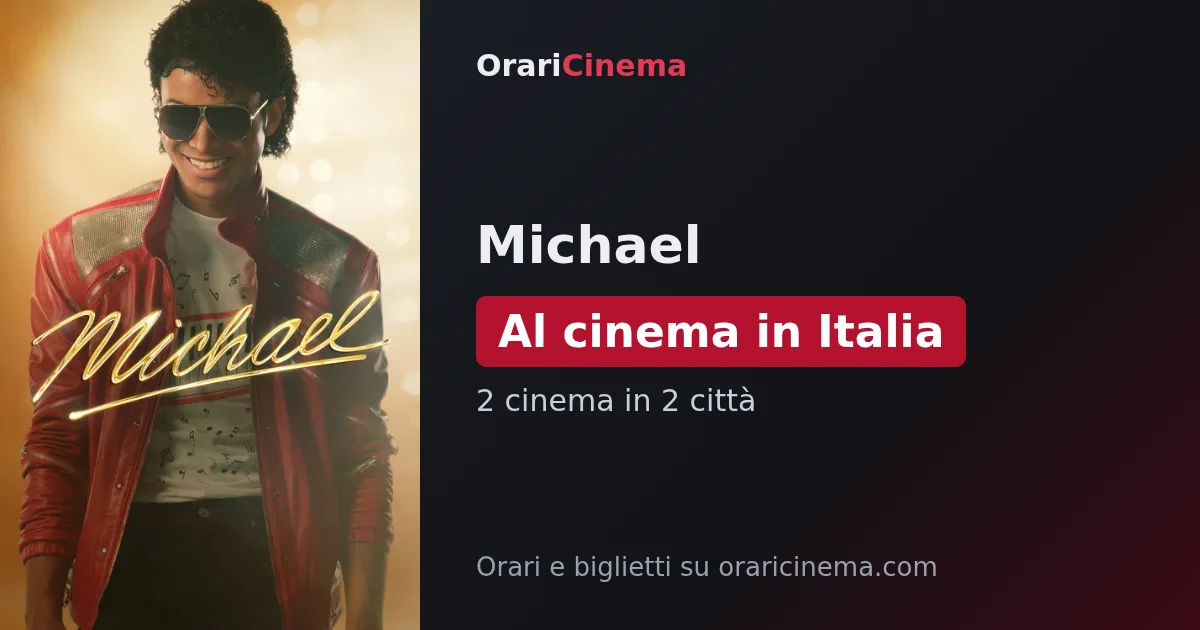 Michael
OrariCinema
Michael
Al cinema in Italia
2 cinema in 2 città
Orari e biglietti su oraricinema.com